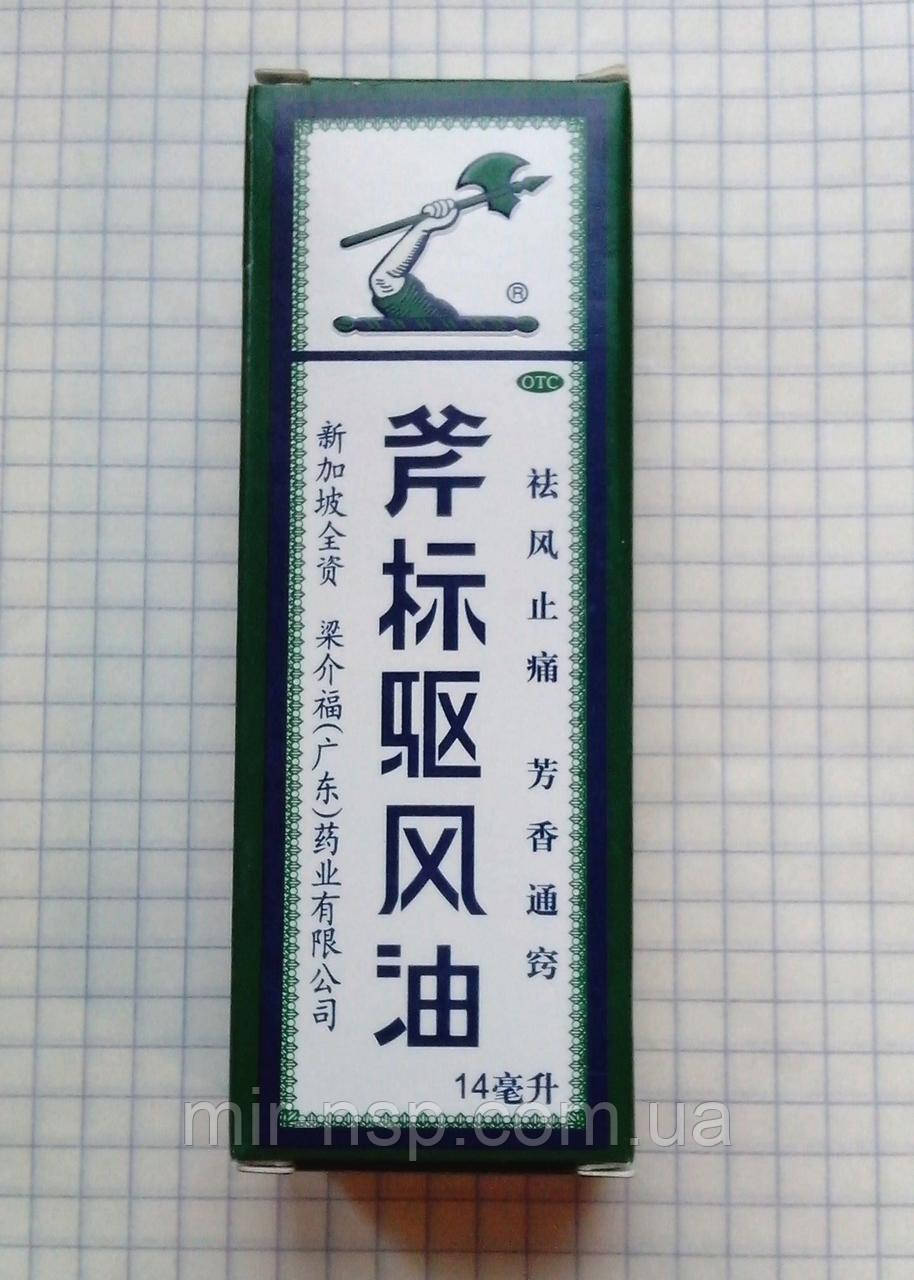 ®
OTC
祛风止痛 芳香通窍
斧标驱风油
新加坡全资 梁介福(广东)药业有限公司
14毫升
mir-nsp.com.ua